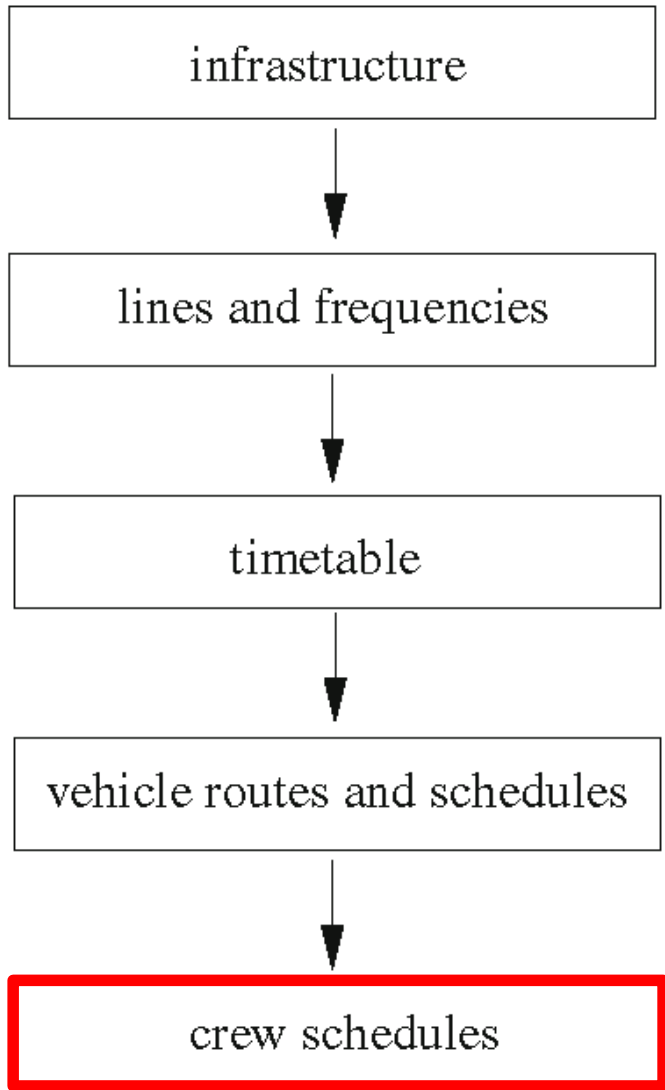 infrastructure
lines and frequencies
timetable
vehicle routes and schedules
crew schedules